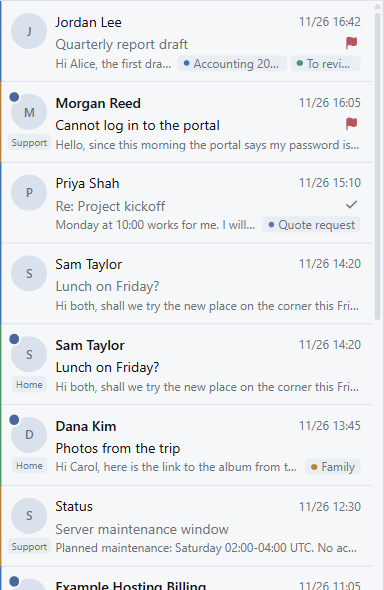 J
Jordan Lee 11/26 16:42
Quarterly report draft
Hi Alice, the first dra... Accounting 20... To revi...
M
Morgan Reed 11/26 16:05
Cannot log in to the portal
Support Hello, since this morning the portal says my password is...
P
Priya Shah 11/26 15:10
Re: Project kickoff
Monday at 10:00 works for me. I will... Quote request
S
Sam Taylor 11/26 14:20
Lunch on Friday?
Hi both, shall we try the new place on the corner this Fri...
S
Sam Taylor 11/26 14:20
Lunch on Friday?
Home Hi both, shall we try the new place on the corner this Fri...
D
Dana Kim 11/26 13:45
Photos from the trip
Home Hi Carol, here is the link to the album from t... Family
S
Status 11/26 12:30
Server maintenance window
Support Planned maintenance: Saturday 02:00-04:00 UTC. No ac...
Example Hosting Billing 11/26 11:05